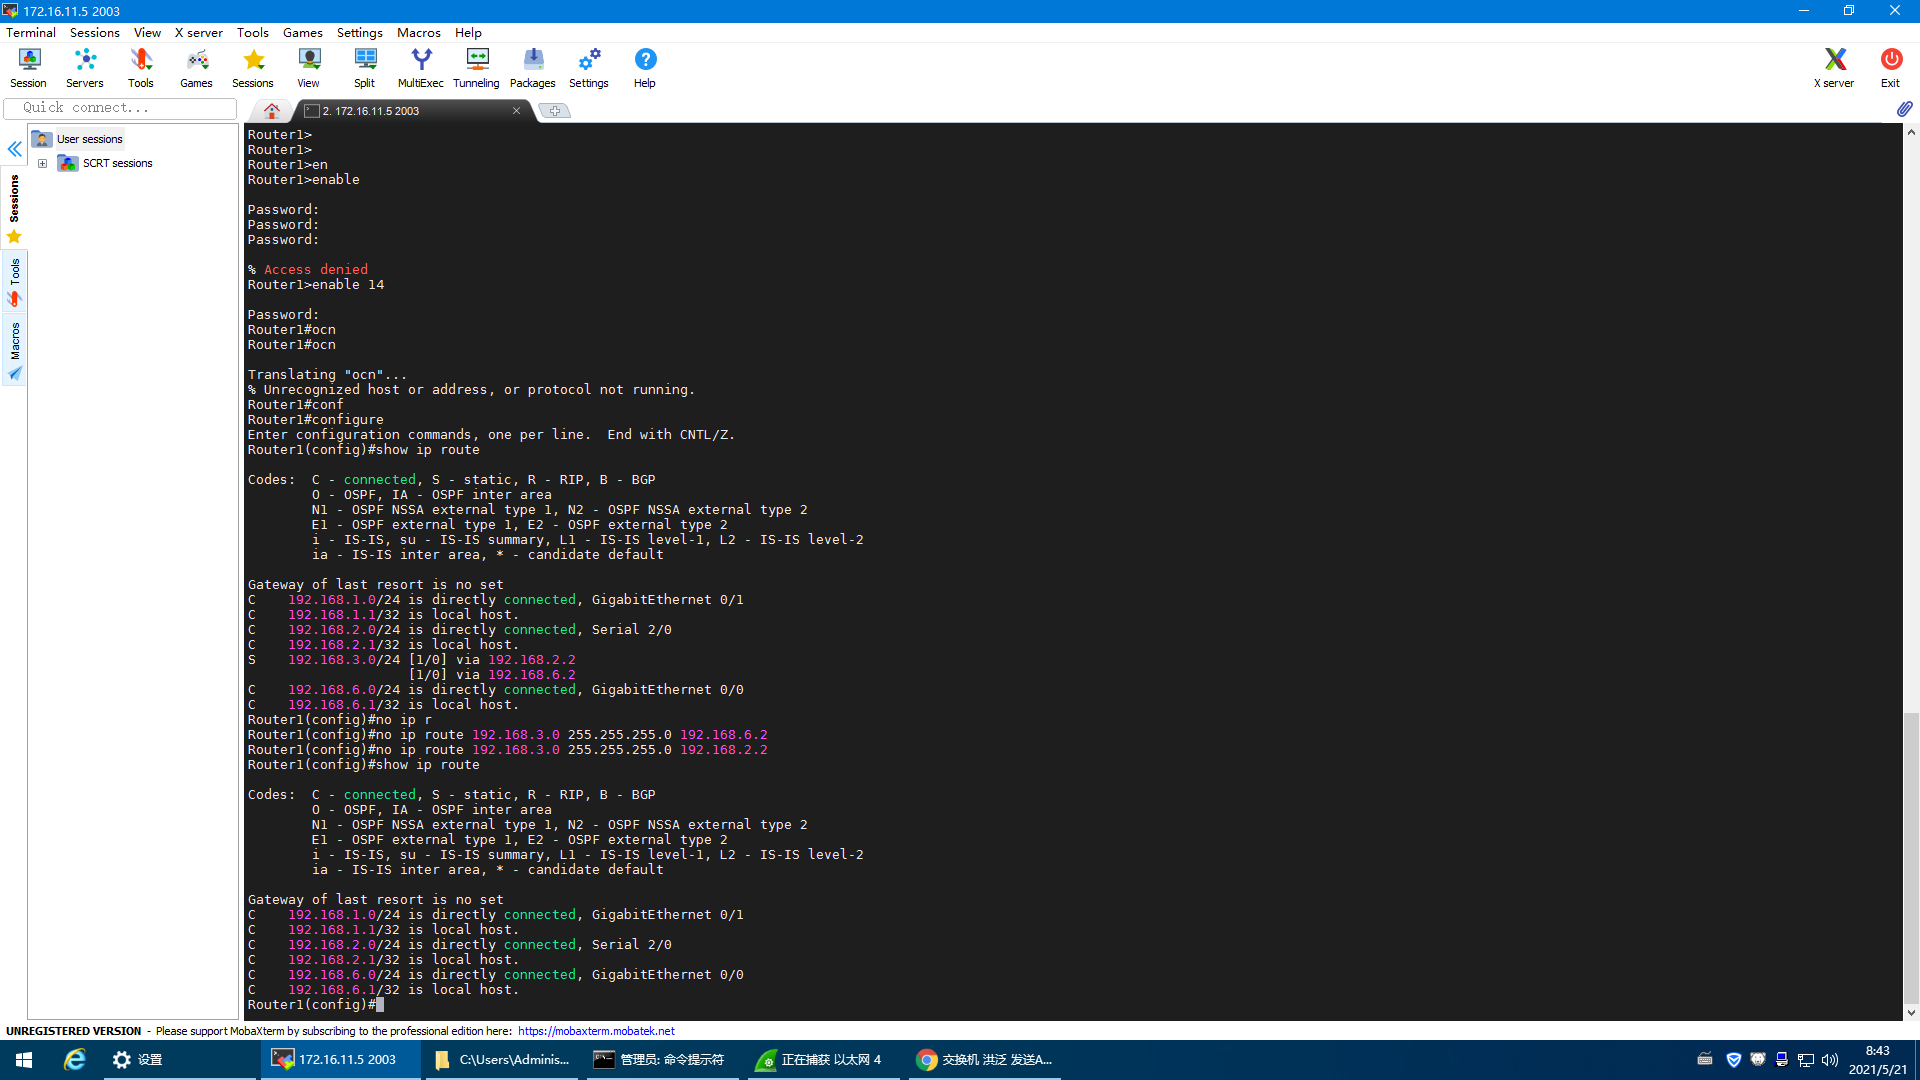 172.16.11.5 2003
Terminal Sessions View X server Tools Games Settings Macros Help
Session Servers Tools Games Sessions View Split MultiExec Tunneling Packages Settings Help X server Exit
Quick connect...
2. 172.16.11.5 2003
User sessions
SCRT sessions
Sessions
Tools
Macros
Router1>
Router1>
Router1>en
Router1>enable
Password:
Password:
Password:
% Access denied
Router1>enable 14
Password:
Router1#ocn
Router1#ocn
Translating "ocn"...
% Unrecognized host or address, or protocol not running.
Router1#conf
Router1#configure
Enter configuration commands, one per line.  End with CNTL/Z.
Router1(config)#show ip route
Codes:  C - connected, S - static, R - RIP, B - BGP
O - OSPF, IA - OSPF inter area
N1 - OSPF NSSA external type 1, N2 - OSPF NSSA external type 2
E1 - OSPF external type 1, E2 - OSPF external type 2
i - IS-IS, su - IS-IS summary, L1 - IS-IS level-1, L2 - IS-IS level-2
ia - IS-IS inter area, * - candidate default
Gateway of last resort is no set
C    192.168.1.0/24 is directly connected, GigabitEthernet 0/1
C    192.168.1.1/32 is local host.
C    192.168.2.0/24 is directly connected, Serial 2/0
C    192.168.2.1/32 is local host.
S    192.168.3.0/24 [1/0] via 192.168.2.2
[1/0] via 192.168.6.2
C    192.168.6.0/24 is directly connected, GigabitEthernet 0/0
C    192.168.6.1/32 is local host.
Router1(config)#no ip r
Router1(config)#no ip route 192.168.3.0 255.255.255.0 192.168.6.2
Router1(config)#no ip route 192.168.3.0 255.255.255.0 192.168.2.2
Router1(config)#show ip route
Codes:  C - connected, S - static, R - RIP, B - BGP
O - OSPF, IA - OSPF inter area
N1 - OSPF NSSA external type 1, N2 - OSPF NSSA external type 2
E1 - OSPF external type 1, E2 - OSPF external type 2
i - IS-IS, su - IS-IS summary, L1 - IS-IS level-1, L2 - IS-IS level-2
ia - IS-IS inter area, * - candidate default
Gateway of last resort is no set
C    192.168.1.0/24 is directly connected, GigabitEthernet 0/1
C    192.168.1.1/32 is local host.
C    192.168.2.0/24 is directly connected, Serial 2/0
C    192.168.2.1/32 is local host.
C    192.168.6.0/24 is directly connected, GigabitEthernet 0/0
C    192.168.6.1/32 is local host.
Router1(config)#
UNREGISTERED VERSION - Please support MobaXterm by subscribing to the professional edition here: https://mobaxterm.mobatek.net
设置 172.16.11.5 2003 C:\Users\Adminis... 管理员: 命令提示符 正在捕获 以太网 4 交换机 洪泛 发送A...
8:43
2021/5/21